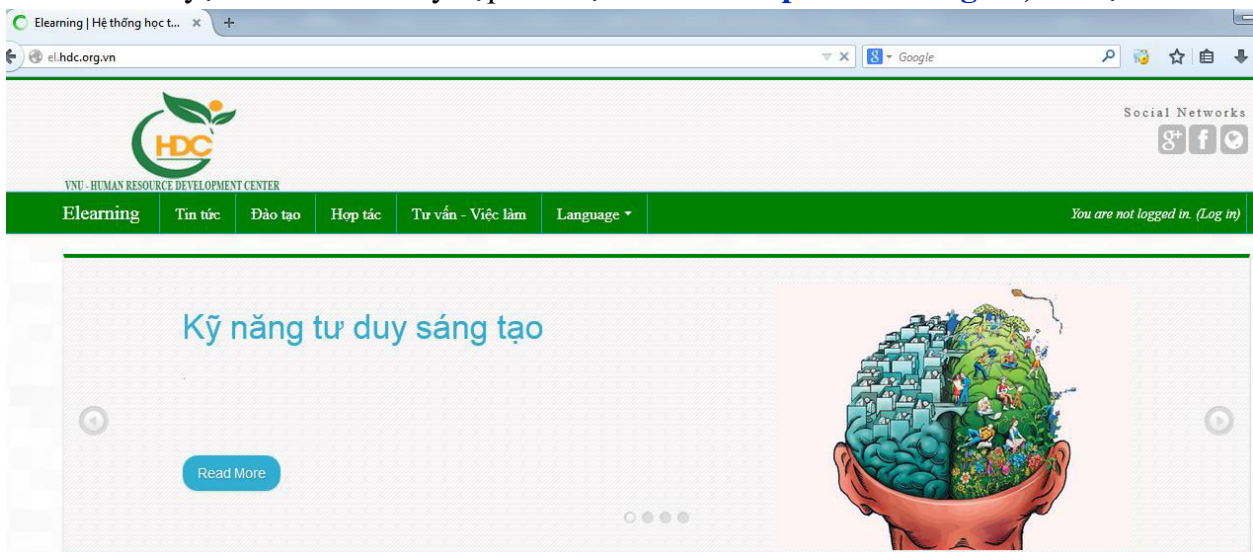 Elearning | Hệ thống học t... × +
el.hdc.org.vn
8 Google
Social Networks
g+ f
HDC
VNU - HUMAN RESOURCE DEVELOPMENT CENTER
Elearning Tin tức Đào tạo Hợp tác Tư vấn - Việc làm Language
You are not logged in. (Log in)
Kỹ năng tư duy sáng tạo
Read More